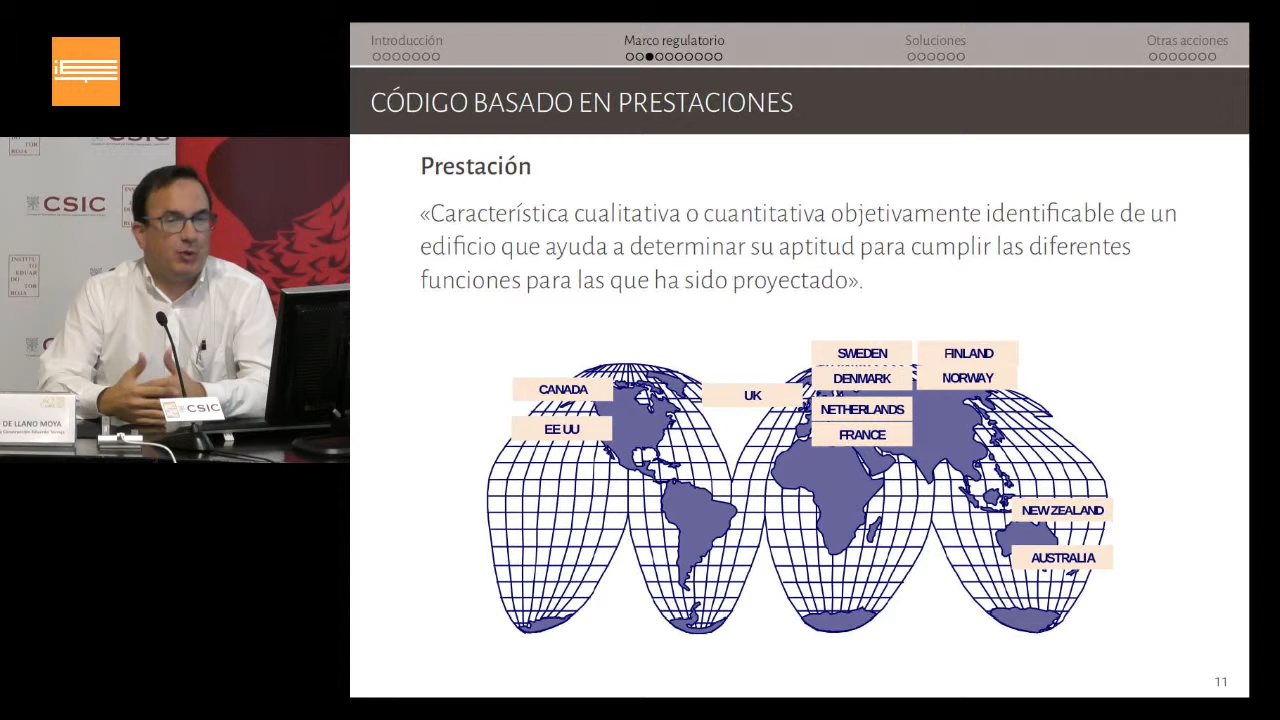 Introducción
Marco regulatorio
Soluciones
Otras acciones
CÓDIGO BASADO EN PRESTACIONES
Prestación
«Característica cualitativa o cuantitativa objetivamente identificable de un
edificio que ayuda a determinar su aptitud para cumplir las diferentes
funciones para las que ha sido proyectado».
SWEDEN
FINLAND
DENMARK
NORWAY
CANADA
UK
NETHERLANDS
EE UU
FRANCE
NEW ZEALAND
AUSTRALIA
11
CSIC
CSIC
CSIC
DE LLANO MOYA